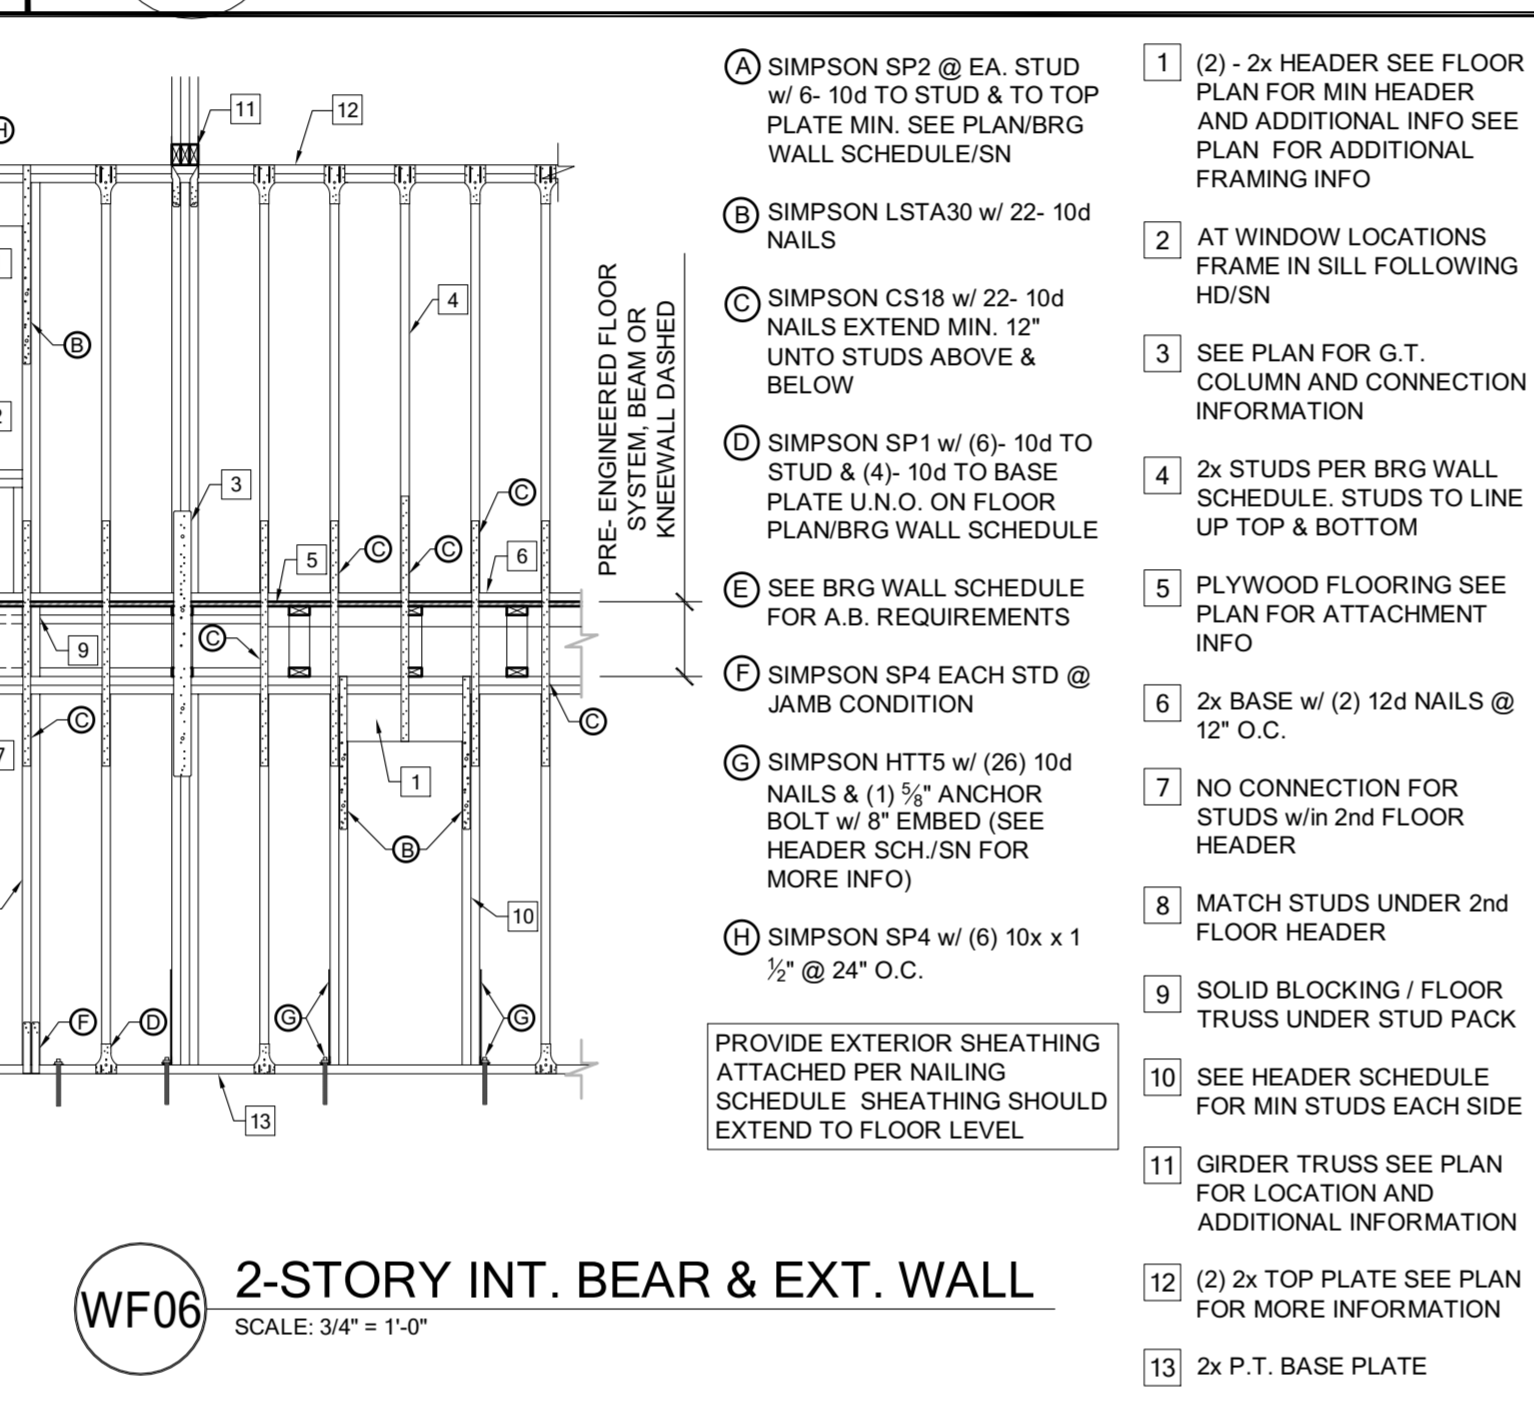 H
11
12
B
4
2
3
C
5
C
C
6
9
C
C
7
1
C
B
10
F
D
G
G
13
PRE- ENGINEERED FLOOR
SYSTEM, BEAM OR
KNEEWALL DASHED
A SIMPSON SP2 @ EA. STUD
w/ 6- 10d TO STUD & TO TOP
PLATE MIN. SEE PLAN/BRG
WALL SCHEDULE/SN
B SIMPSON LSTA30 w/ 22- 10d
NAILS
C SIMPSON CS18 w/ 22- 10d
NAILS EXTEND MIN. 12"
UNTO STUDS ABOVE &
BELOW
D SIMPSON SP1 w/ (6)- 10d TO
STUD & (4)- 10d TO BASE
PLATE U.N.O. ON FLOOR
PLAN/BRG WALL SCHEDULE
E SEE BRG WALL SCHEDULE
FOR A.B. REQUIREMENTS
F SIMPSON SP4 EACH STD @
JAMB CONDITION
G SIMPSON HTT5 w/ (26) 10d
NAILS & (1) ⅝" ANCHOR
BOLT w/ 8" EMBED (SEE
HEADER SCH./SN FOR
MORE INFO)
H SIMPSON SP4 w/ (6) 10x x 1
½" @ 24" O.C.
PROVIDE EXTERIOR SHEATHING
ATTACHED PER NAILING
SCHEDULE SHEATHING SHOULD
EXTEND TO FLOOR LEVEL
1 (2) - 2x HEADER SEE FLOOR
PLAN FOR MIN HEADER
AND ADDITIONAL INFO SEE
PLAN FOR ADDITIONAL
FRAMING INFO
2 AT WINDOW LOCATIONS
FRAME IN SILL FOLLOWING
HD/SN
3 SEE PLAN FOR G.T.
COLUMN AND CONNECTION
INFORMATION
4 2x STUDS PER BRG WALL
SCHEDULE. STUDS TO LINE
UP TOP & BOTTOM
5 PLYWOOD FLOORING SEE
PLAN FOR ATTACHMENT
INFO
6 2x BASE w/ (2) 12d NAILS @
12" O.C.
7 NO CONNECTION FOR
STUDS w/in 2nd FLOOR
HEADER
8 MATCH STUDS UNDER 2nd
FLOOR HEADER
9 SOLID BLOCKING / FLOOR
TRUSS UNDER STUD PACK
10 SEE HEADER SCHEDULE
FOR MIN STUDS EACH SIDE
11 GIRDER TRUSS SEE PLAN
FOR LOCATION AND
ADDITIONAL INFORMATION
12 (2) 2x TOP PLATE SEE PLAN
FOR MORE INFORMATION
13 2x P.T. BASE PLATE
WF06
2-STORY INT. BEAR & EXT. WALL
SCALE: 3/4" = 1'-0"